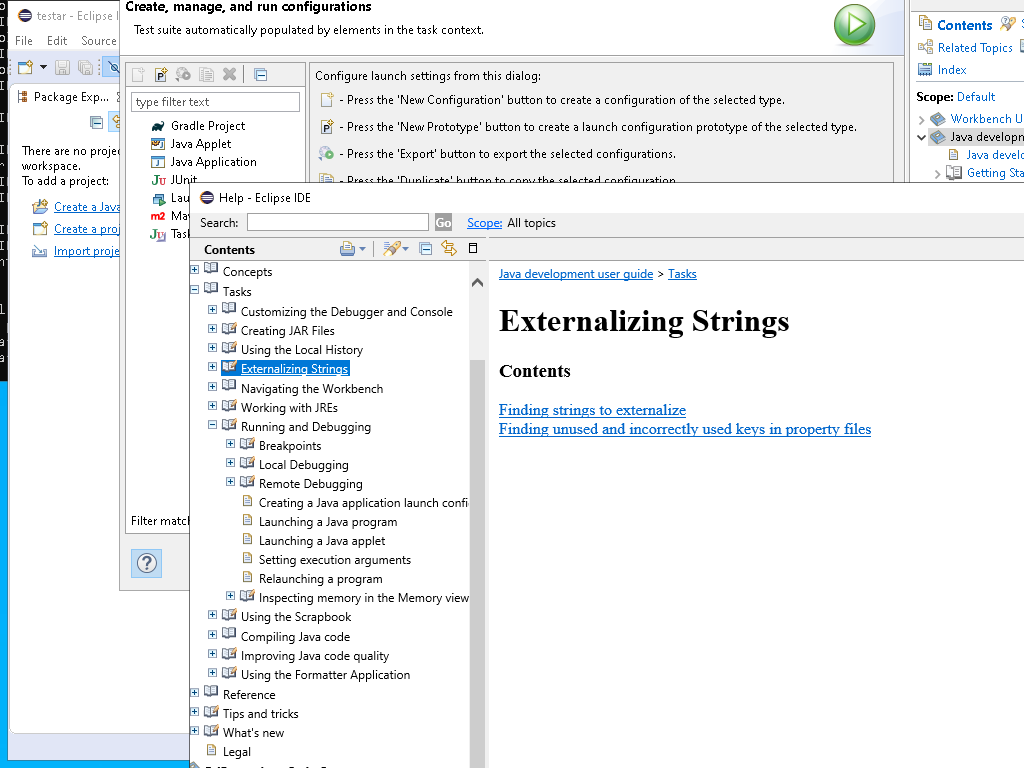 testar - Eclipse I
File Edit Source
Package Exp...
There are no projec
workspace.
To add a project:
Create a Java
Create a proj
Import proje
Create, manage, and run configurations
Test suite automatically populated by elements in the task context.
type filter text
Gradle Project
Java Applet
Java Application
JUnit
Lau
Ma
Task
Filter match
Configure launch settings from this dialog:
- Press the 'New Configuration' button to create a configuration of the selected type.
- Press the 'New Prototype' button to create a launch configuration prototype of the selected type.
- Press the 'Export' button to export the selected configurations.
- Press the 'Duplicate' button to copy the selected configuration.
Contents
Related Topics
Index
Scope: Default
Workbench U
Java developm
Java develo
Getting Sta
Help - Eclipse IDE
Search: Go Scope: All topics
Contents
Concepts
Tasks
Customizing the Debugger and Console
Creating JAR Files
Using the Local History
Externalizing Strings
Navigating the Workbench
Working with JREs
Running and Debugging
Breakpoints
Local Debugging
Remote Debugging
Creating a Java application launch confi
Launching a Java program
Launching a Java applet
Setting execution arguments
Relaunching a program
Inspecting memory in the Memory view
Using the Scrapbook
Compiling Java code
Improving Java code quality
Using the Formatter Application
Reference
Tips and tricks
What's new
Legal
Java development user guide > Tasks
Externalizing Strings
Contents
Finding strings to externalize
Finding unused and incorrectly used keys in property files